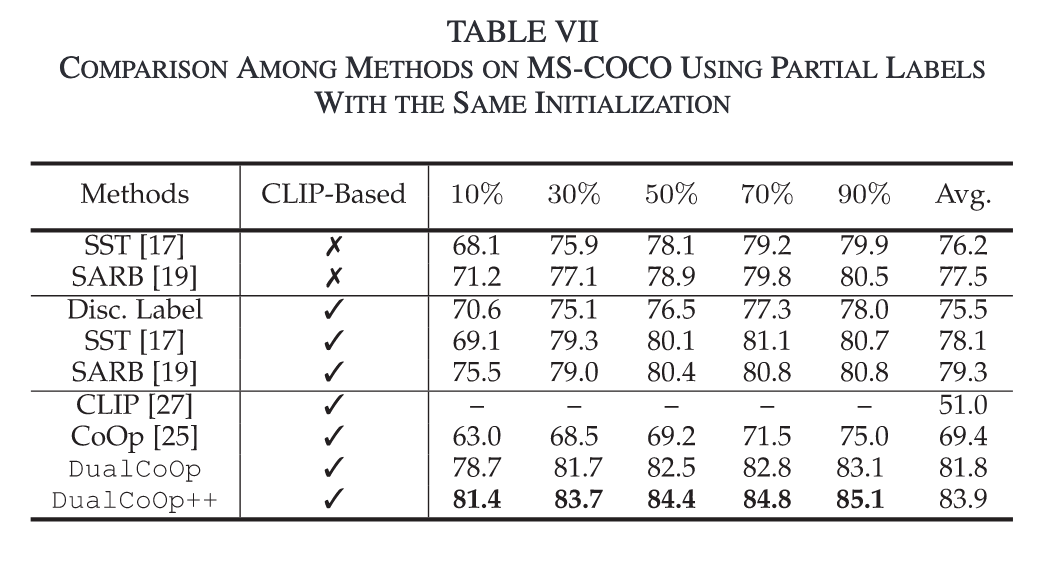 TABLE VII
COMPARISON AMONG METHODS ON MS-COCO USING PARTIAL LABELS
WITH THE SAME INITIALIZATION
Methods CLIP-Based 10% 30% 50% 70% 90% Avg.
SST [17] ✗ 68.1 75.9 78.1 79.2 79.9 76.2
SARB [19] ✗ 71.2 77.1 78.9 79.8 80.5 77.5
Disc. Label ✓ 70.6 75.1 76.5 77.3 78.0 75.5
SST [17] ✓ 69.1 79.3 80.1 81.1 80.7 78.1
SARB [19] ✓ 75.5 79.0 80.4 80.8 80.8 79.3
CLIP [27] ✓ – – – – – 51.0
CoOp [25] ✓ 63.0 68.5 69.2 71.5 75.0 69.4
DualCoOp ✓ 78.7 81.7 82.5 82.8 83.1 81.8
DualCoOp++ ✓ 81.4 83.7 84.4 84.8 85.1 83.9